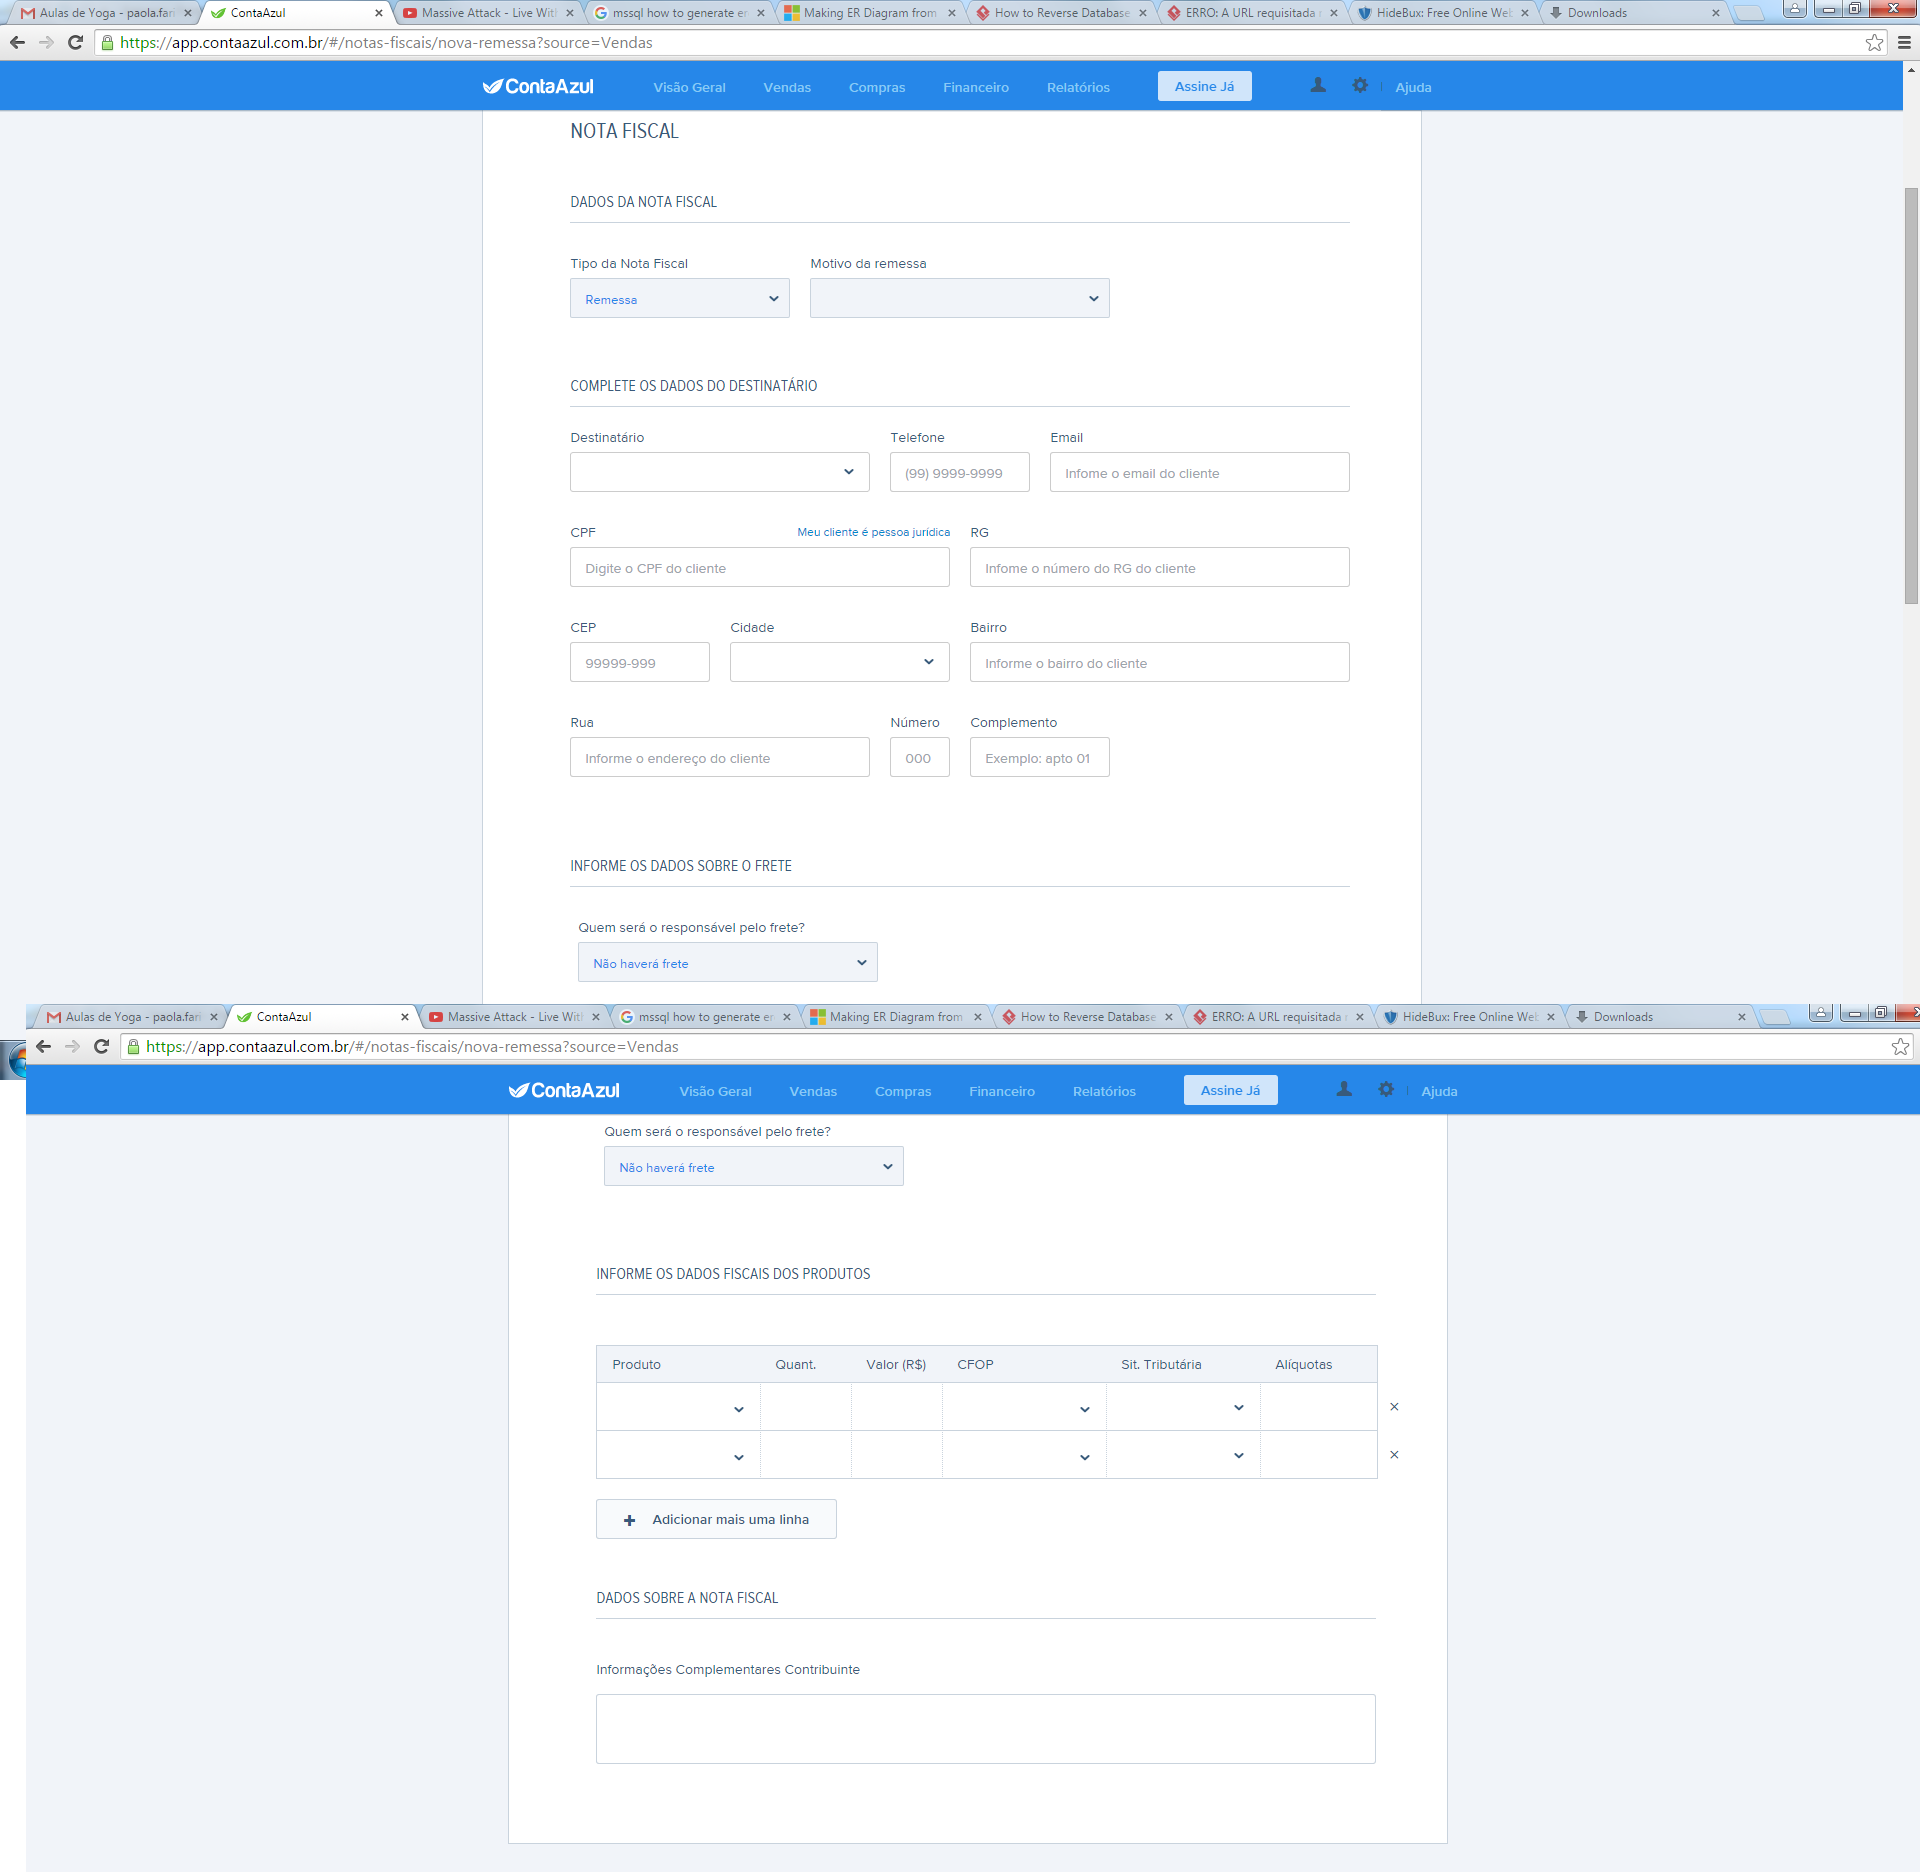 Aulas de Yoga - paola.fari ContaAzul Massive Attack - Live Wit mssql how to generate er Making ER Diagram from How to Reverse Database ERRO: A URL requisitada HideBux: Free Online Web Downloads
https://app.contaazul.com.br/#/notas-fiscais/nova-remessa?source=Vendas
ContaAzul Visão Geral Vendas Compras Financeiro Relatórios Assine Já Ajuda
NOTA FISCAL
DADOS DA NOTA FISCAL
Tipo da Nota Fiscal Motivo da remessa
Remessa
COMPLETE OS DADOS DO DESTINATÁRIO
Destinatário Telefone Email
(99) 9999-9999 Infome o email do cliente
CPF Meu cliente é pessoa jurídica RG
Digite o CPF do cliente Infome o número do RG do cliente
CEP Cidade Bairro
99999-999 Informe o bairro do cliente
Rua Número Complemento
Informe o endereço do cliente 000 Exemplo: apto 01
INFORME OS DADOS SOBRE O FRETE
Quem será o responsável pelo frete?
Não haverá frete
Aulas de Yoga - paola.fari ContaAzul Massive Attack - Live Wit mssql how to generate er Making ER Diagram from How to Reverse Database ERRO: A URL requisitada HideBux: Free Online Web Downloads
https://app.contaazul.com.br/#/notas-fiscais/nova-remessa?source=Vendas
ContaAzul Visão Geral Vendas Compras Financeiro Relatórios Assine Já Ajuda
Quem será o responsável pelo frete?
Não haverá frete
INFORME OS DADOS FISCAIS DOS PRODUTOS
Produto Quant. Valor (R$) CFOP Sit. Tributária Alíquotas
Adicionar mais uma linha
DADOS SOBRE A NOTA FISCAL
Informações Complementares Contribuinte